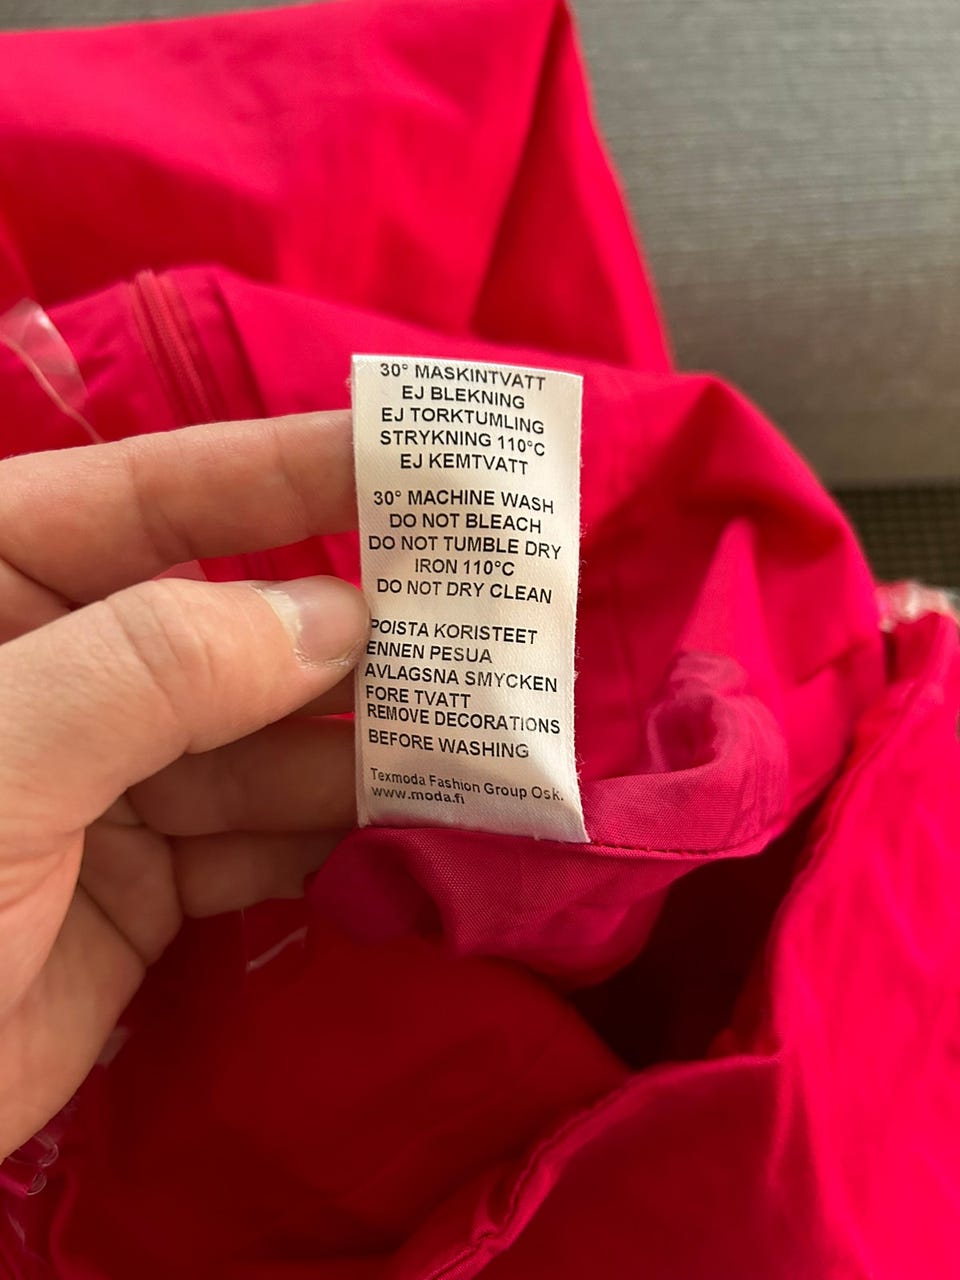 30° MASKINTVATT
EJ BLEKNING
EJ TORKTUMLING
STRYKNING 110°C
EJ KEMTVATT
30° MACHINE WASH
DO NOT BLEACH
DO NOT TUMBLE DRY
IRON 110°C
DO NOT DRY CLEAN
POISTA KORISTEET
ENNEN PESUA
AVLAGSNA SMYCKEN
FORE TVATT
REMOVE DECORATIONS
BEFORE WASHING
Texmoda Fashion Group Osk.
www.moda.fi